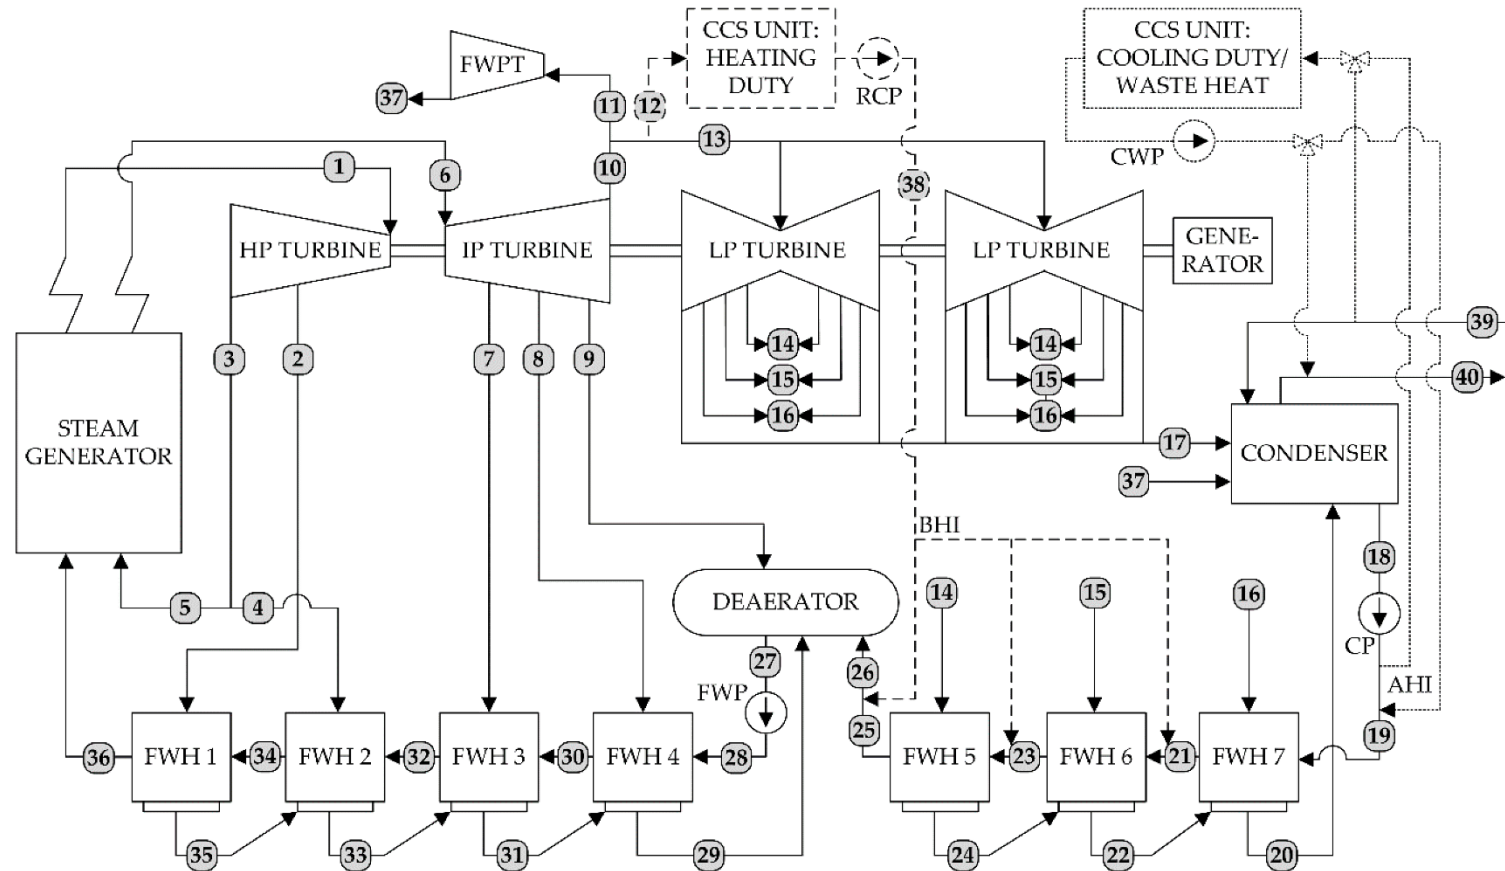 FWPT
37
11
12
CCS UNIT:
HEATING
DUTY
RCP
CCS UNIT:
COOLING DUTY/
WASTE HEAT
CWP
1
6
10
13
38
HP TURBINE
IP TURBINE
LP TURBINE
LP TURBINE
GENE-
RATOR
3
2
7
8
9
14
15
16
14
15
16
39
40
STEAM
GENERATOR
17
37
CONDENSER
BHI
18
CP
5
4
DEAERATOR
14
15
16
27
FWP
26
25
AHI
19
36
FWH 1
34
FWH 2
32
FWH 3
30
FWH 4
28
FWH 5
23
FWH 6
21
FWH 7
35
33
31
29
24
22
20